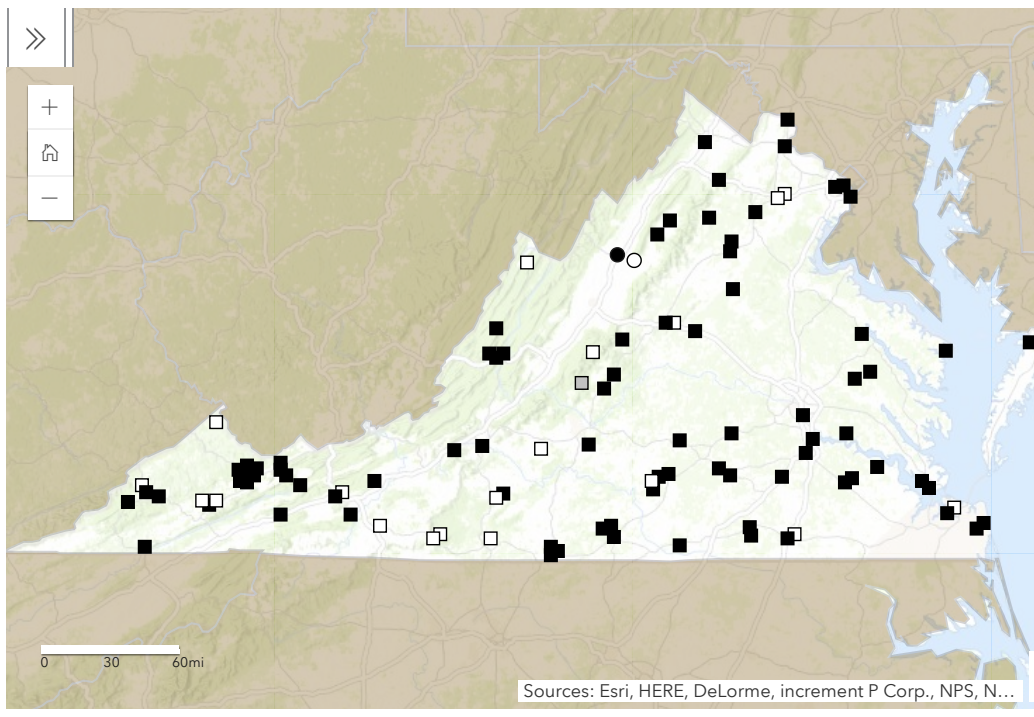 0 30 60mi
Sources: Esri, HERE, DeLorme, increment P Corp., NPS, N...